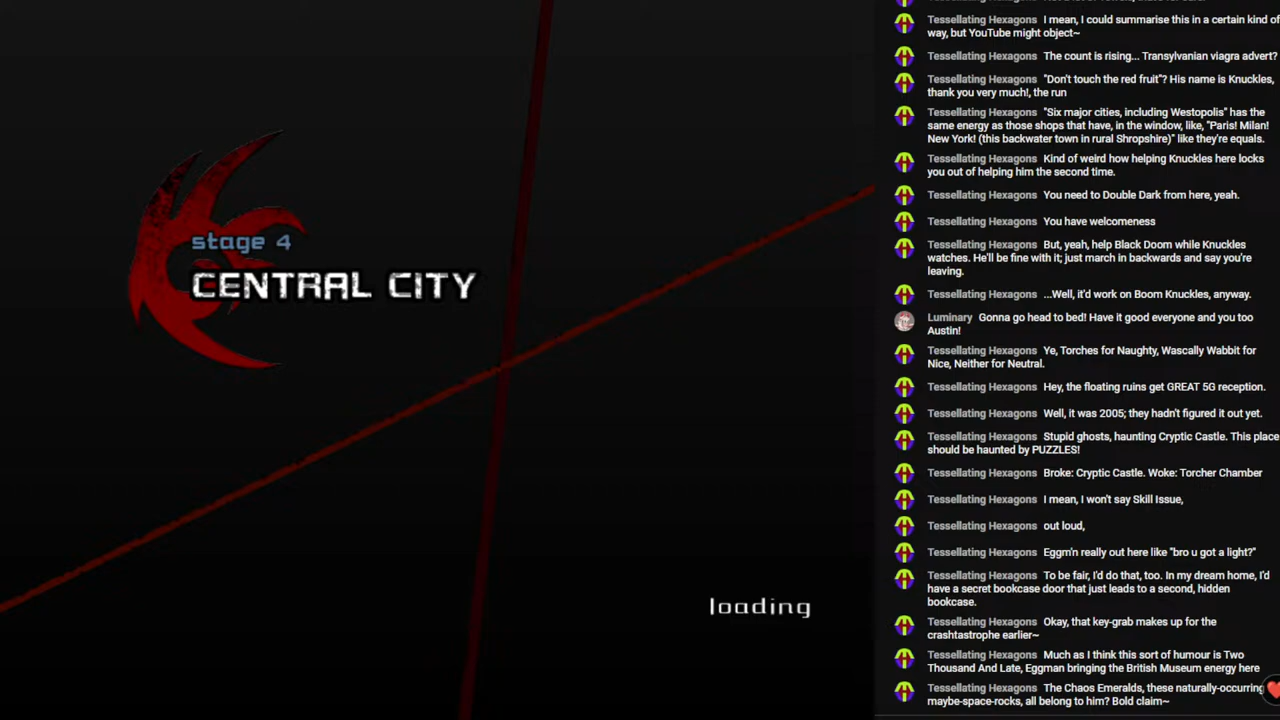 stage 4
CENTRAL CITY
loading
Tessellating Hexagons I mean, I could summarise this in a certain kind of
way, but YouTube might object~
Tessellating Hexagons The count is rising... Transylvanian viagra advert?
Tessellating Hexagons "Don't touch the red fruit"? His name is Knuckles,
thank you very much!, the run
Tessellating Hexagons "Six major cities, including Westopolis" has the
same energy as those shops that have, in the window, like, "Paris! Milan!
New York! (this backwater town in rural Shropshire)" like they're equals.
Tessellating Hexagons Kind of weird how helping Knuckles here locks
you out of helping him the second time.
Tessellating Hexagons You need to Double Dark from here, yeah.
Tessellating Hexagons You have welcomeness
Tessellating Hexagons But, yeah, help Black Doom while Knuckles
watches. He'll be fine with it; just march in backwards and say you're
leaving.
Tessellating Hexagons ...Well, it'd work on Boom Knuckles, anyway.
Luminary Gonna go head to bed! Have it good everyone and you too
Austin!
Tessellating Hexagons Ye, Torches for Naughty, Wascally Wabbit for
Nice, Neither for Neutral.
Tessellating Hexagons Hey, the floating ruins get GREAT 5G reception.
Tessellating Hexagons Well, it was 2005; they hadn't figured it out yet.
Tessellating Hexagons Stupid ghosts, haunting Cryptic Castle. This place
should be haunted by PUZZLES!
Tessellating Hexagons Broke: Cryptic Castle. Woke: Torcher Chamber
Tessellating Hexagons I mean, I won't say Skill Issue,
Tessellating Hexagons out loud,
Tessellating Hexagons Eggm'n really out here like "bro u got a light?"
Tessellating Hexagons To be fair, I'd do that, too. In my dream home, I'd
have a secret bookcase door that just leads to a second, hidden
bookcase.
Tessellating Hexagons Okay, that key-grab makes up for the
crashtastrophe earlier~
Tessellating Hexagons Much as I think this sort of humour is Two
Thousand And Late, Eggman bringing the British Museum energy here
Tessellating Hexagons The Chaos Emeralds, these naturally-occurring
maybe-space-rocks, all belong to him? Bold claim~